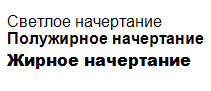 Светлое начертание
Полужирное начертание
Жирное начертание